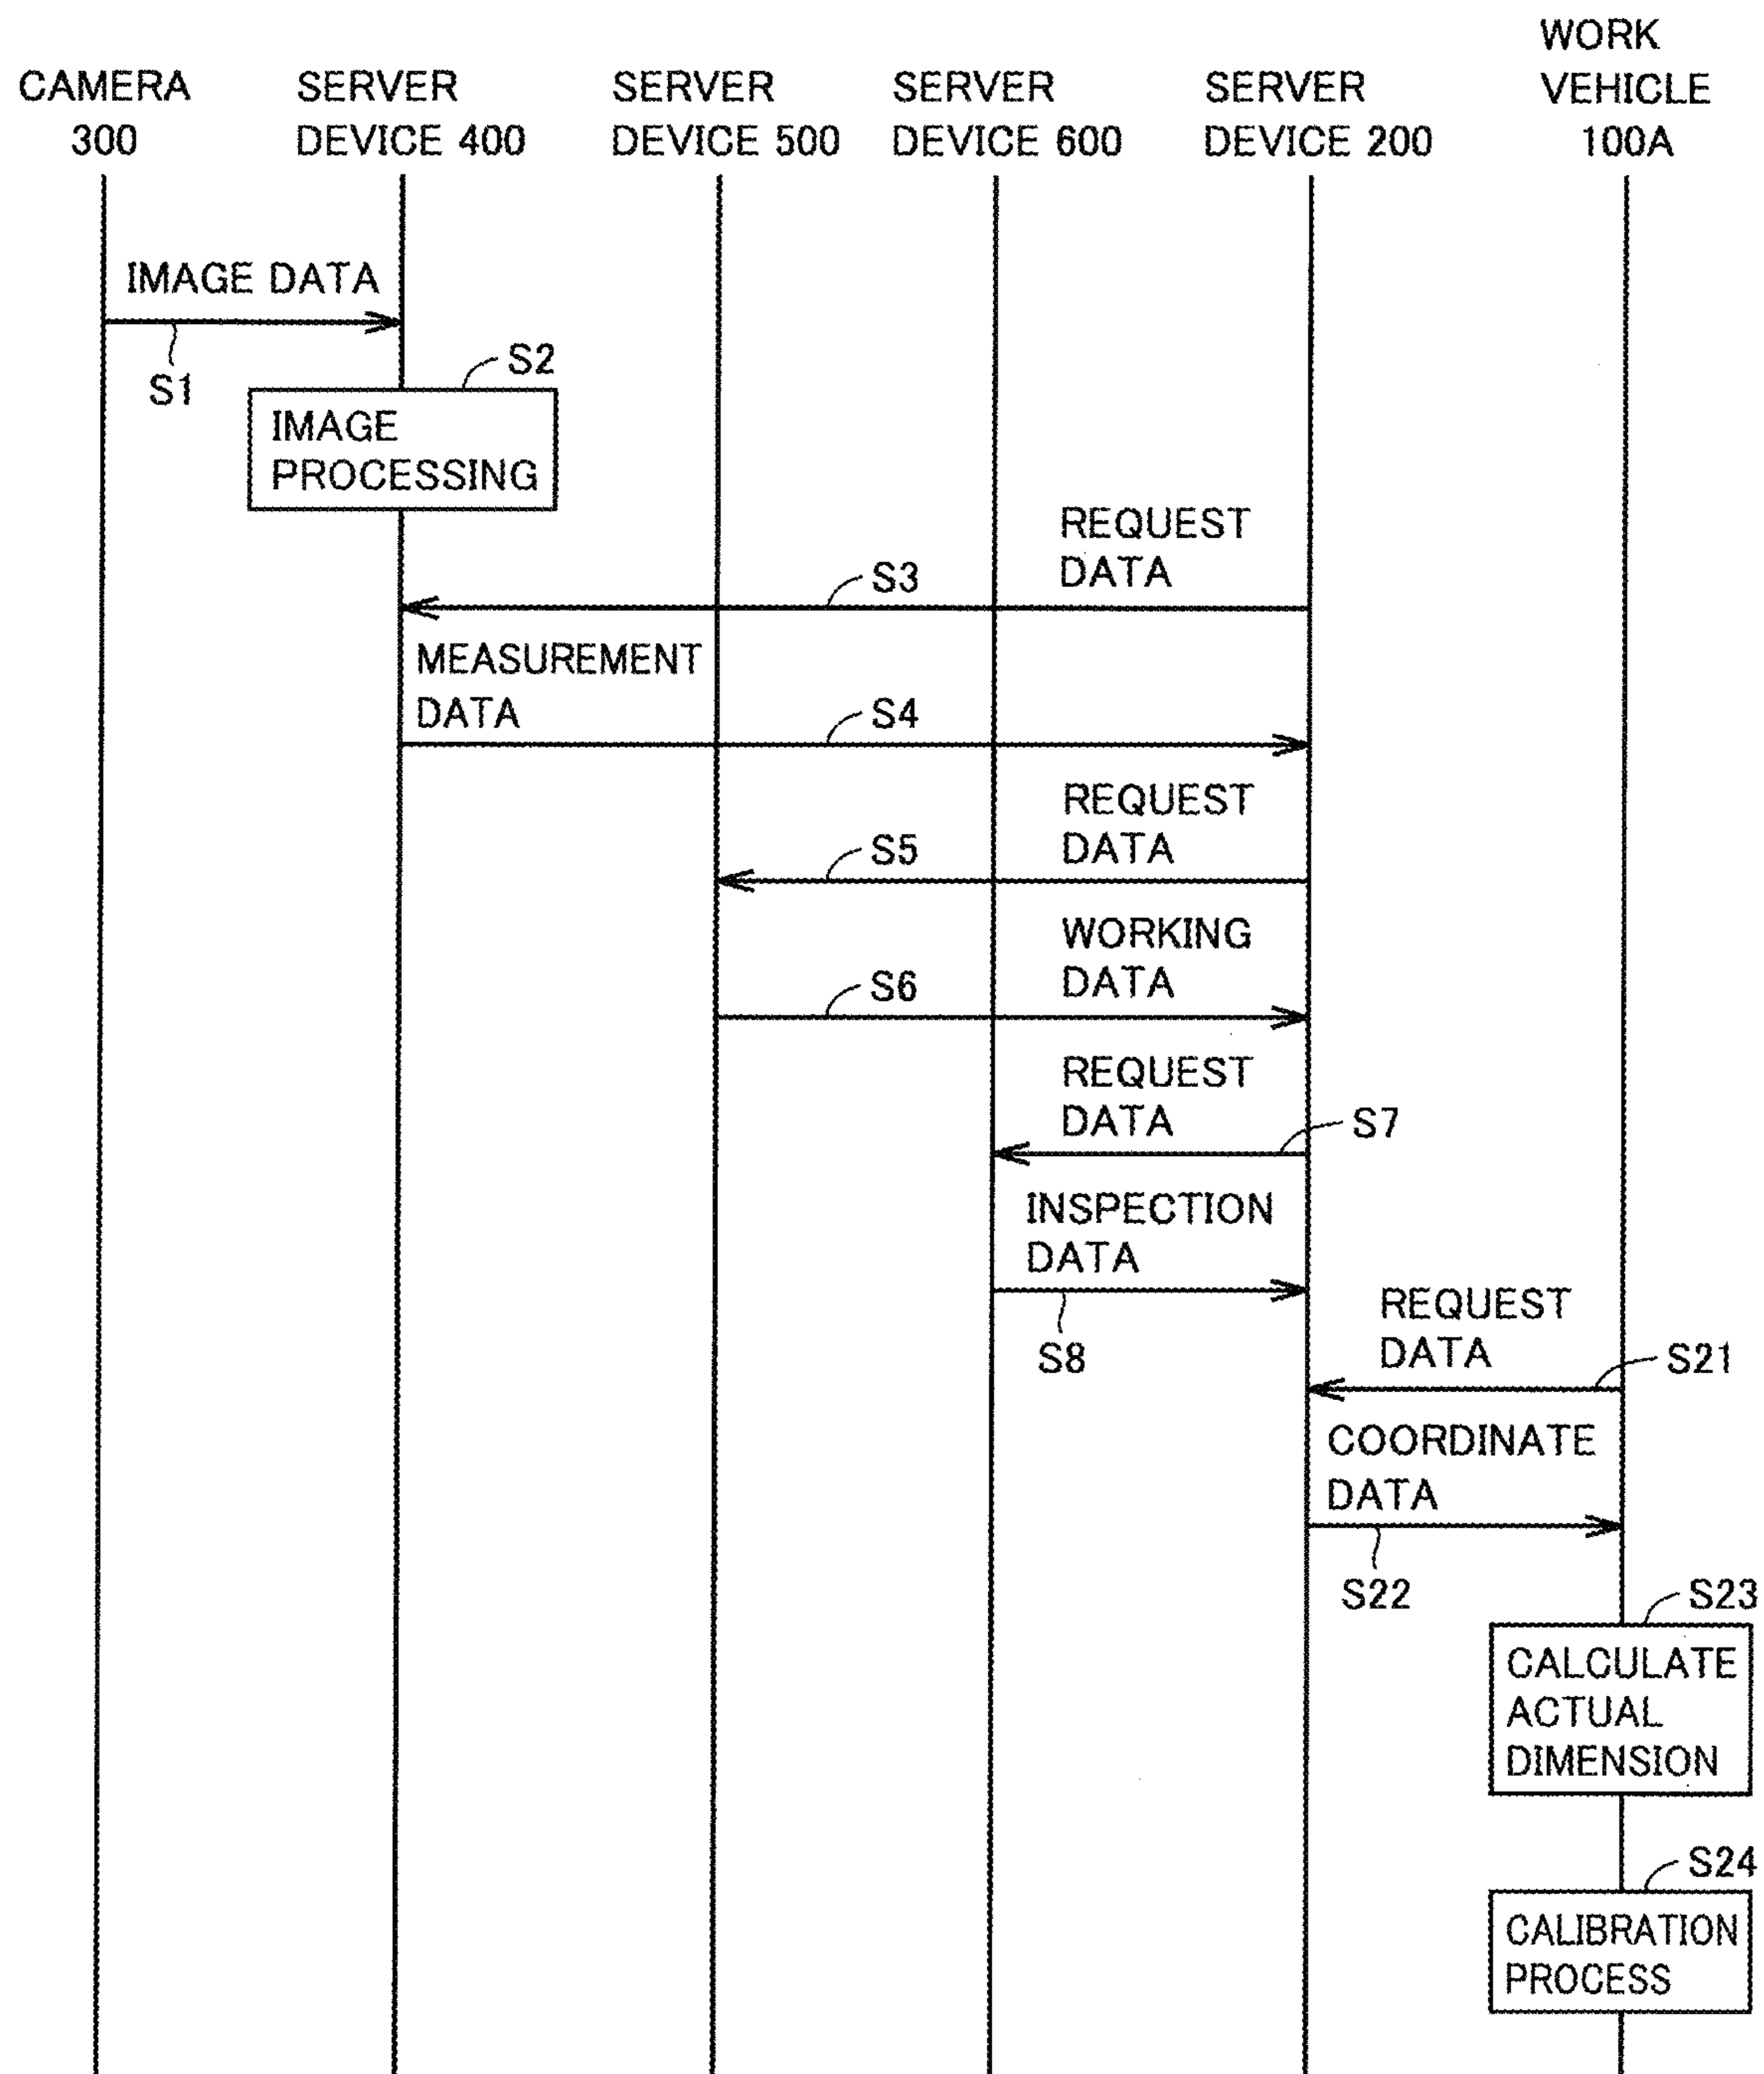 CAMERA
300
SERVER
DEVICE 400
SERVER
DEVICE 500
SERVER
DEVICE 600
SERVER
DEVICE 200
WORK
VEHICLE
100A
IMAGE DATA
S1
S2
IMAGE
PROCESSING
REQUEST
DATA
S3
MEASUREMENT
DATA
S4
REQUEST
DATA
S5
WORKING
DATA
S6
REQUEST
DATA
S7
INSPECTION
DATA
S8
REQUEST
DATA
S21
COORDINATE
DATA
S22
S23
CALCULATE
ACTUAL
DIMENSION
S24
CALIBRATION
PROCESS